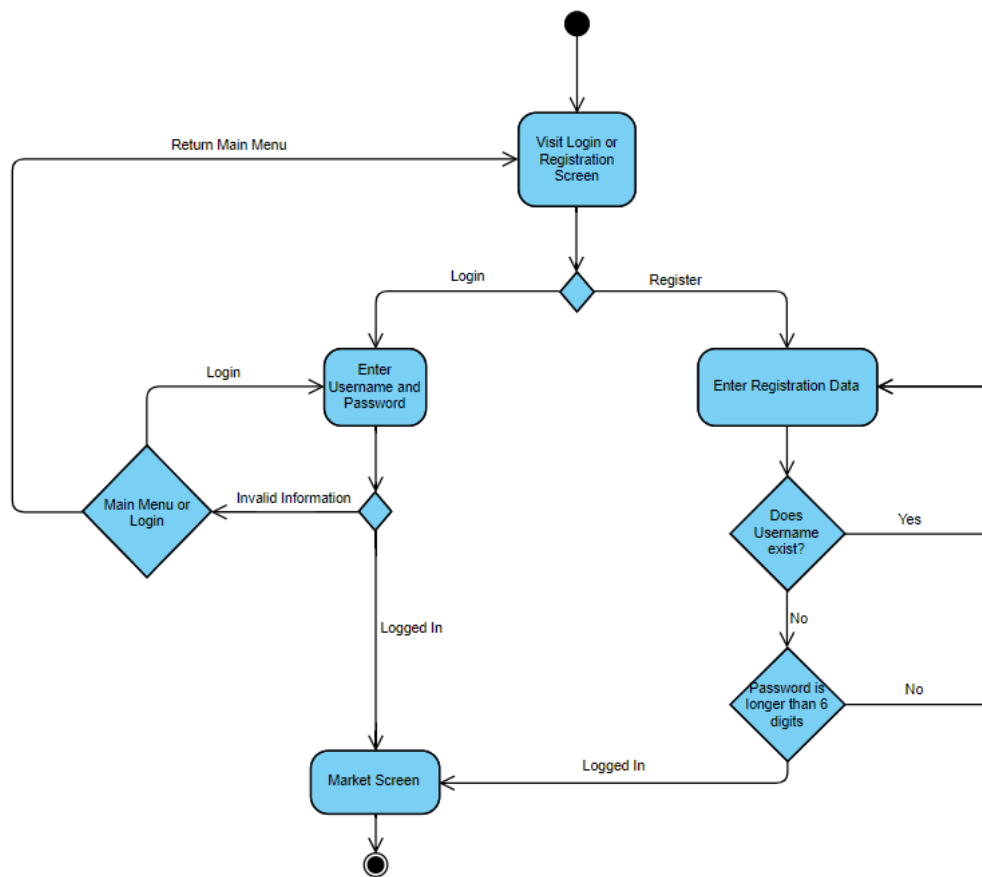 Visit Login or
Registration
Screen
Return Main Menu
Login
Register
Enter
Username and
Password
Login
Enter Registration Data
Main Menu or
Login
Invalid Information
Does
Username
exist?
Yes
No
Logged In
Password is
longer than 6
digits
No
Logged In
Market Screen